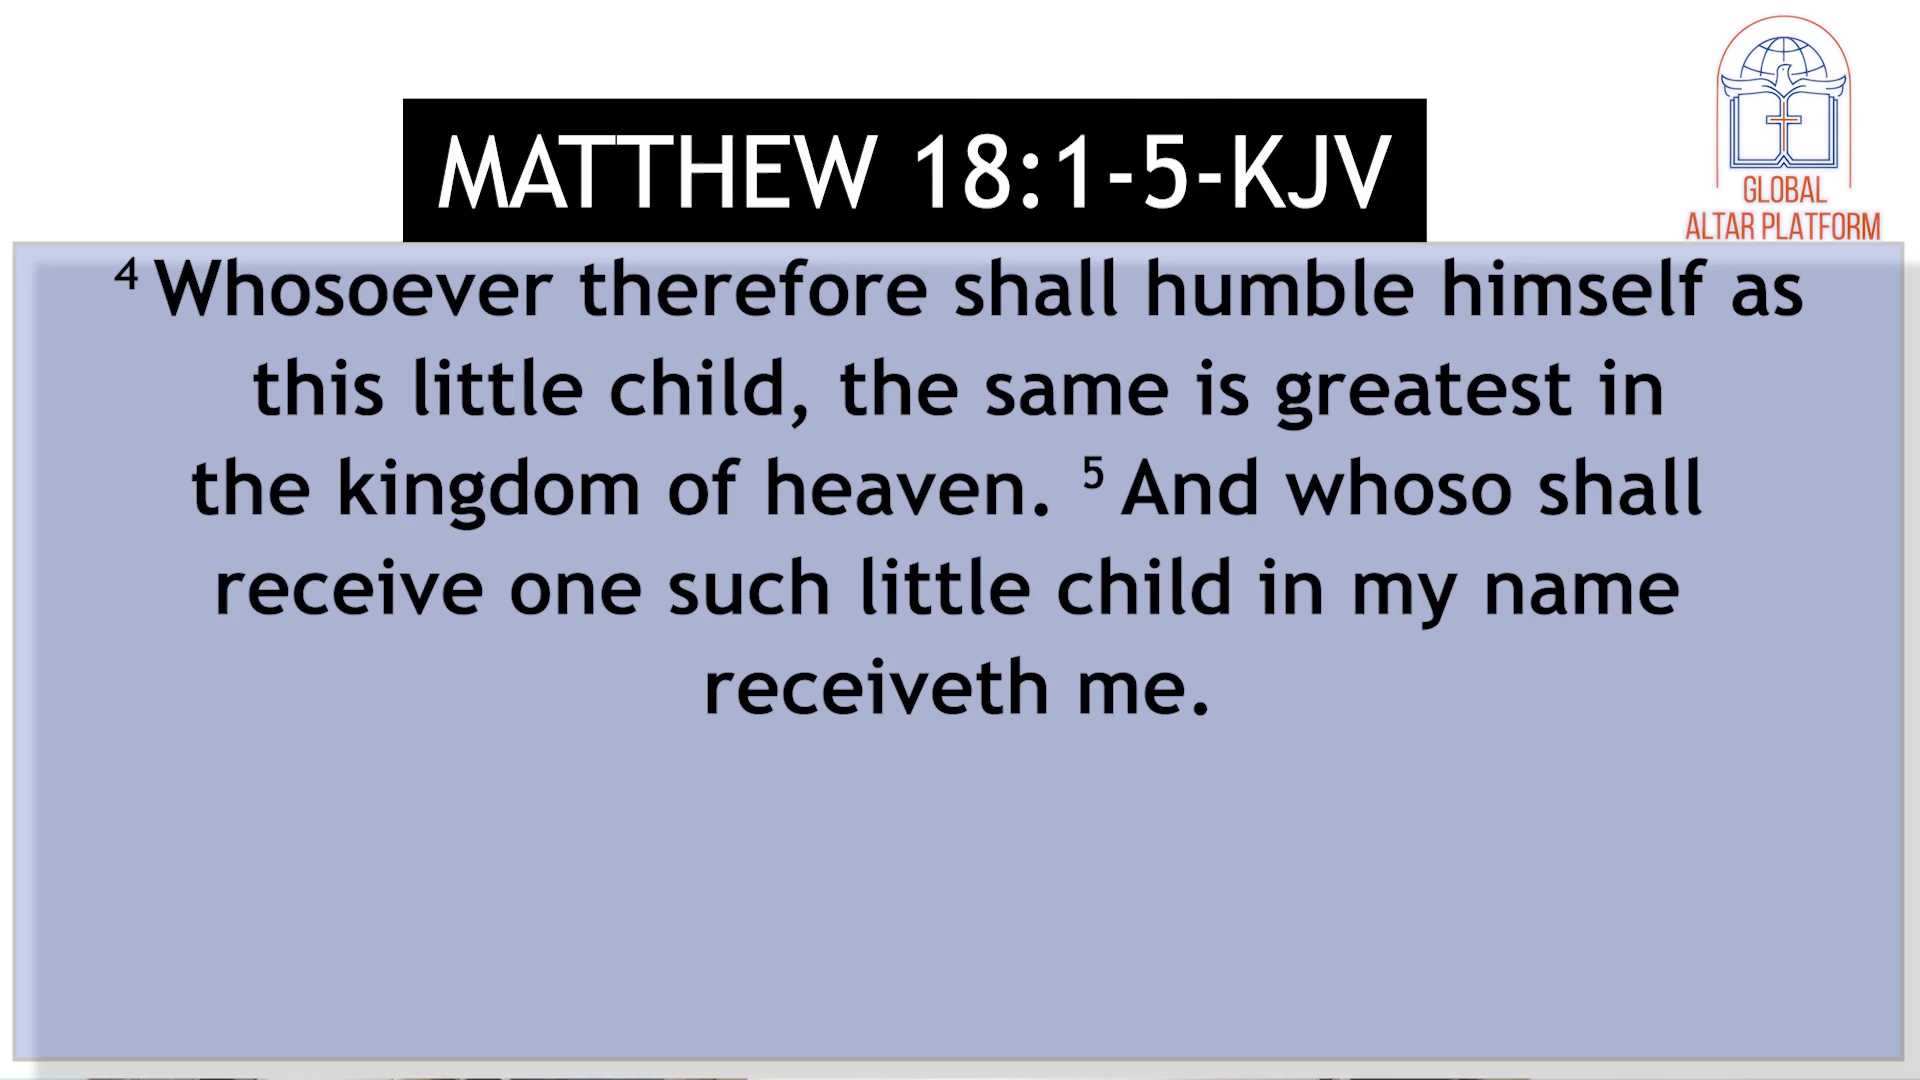 MATTHEW 18:1-5-KJV
GLOBAL
ALTAR PLATFORM
4 Whosoever therefore shall humble himself as
this little child, the same is greatest in
the kingdom of heaven. 5 And whoso shall
receive one such little child in my name
receiveth me.